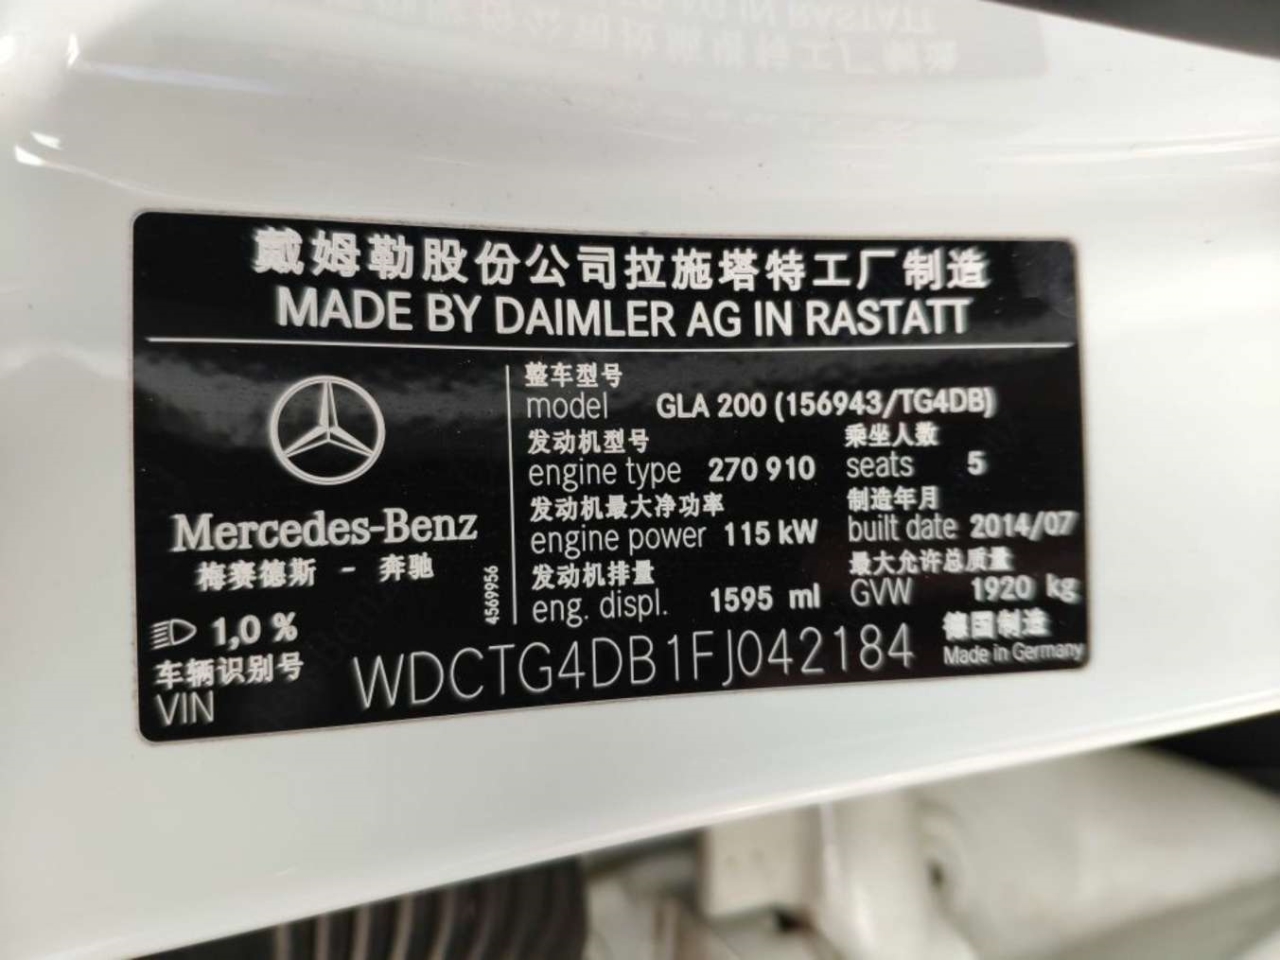 戴姆勒股份公司拉施塔特工厂制造
MADE BY DAIMLER AG IN RASTATT
整车型号
model GLA 200 (156943/TG4DB)
发动机型号 乘坐人数
engine type 270 910 seats 5
发动机最大净功率 制造年月
engine power 115 kW built date 2014/07
发动机排量 最大允许总质量
eng. displ. 1595 ml GVW 1920 kg
Mercedes-Benz
梅赛德斯 - 奔驰
4569956
1,0 %
车辆识别号
VIN WDCTG4DB1FJ042184
德国制造
Made in Germany